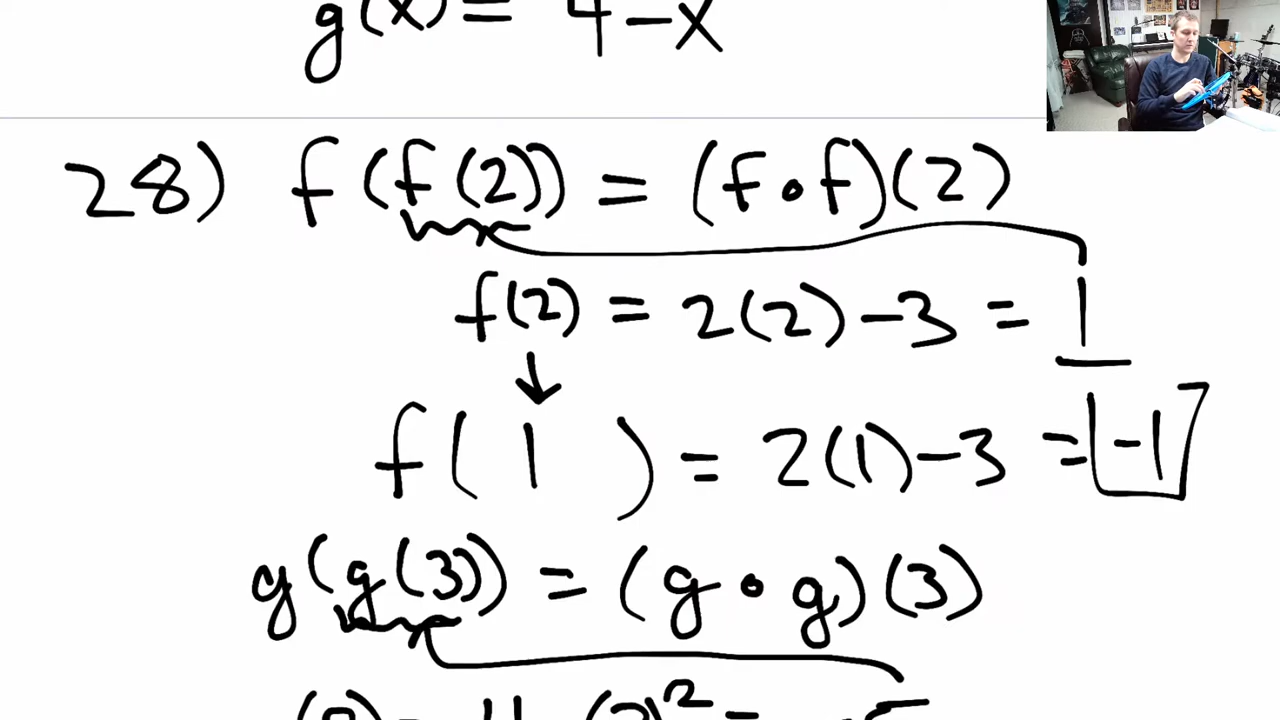 g(x) = 4 - x
28) f(f(2)) = (f∘f)(2)
f(2) = 2(2) - 3 = 1
f( 1 ) = 2(1) - 3 = -1
g(g(3)) = (g∘g)(3)